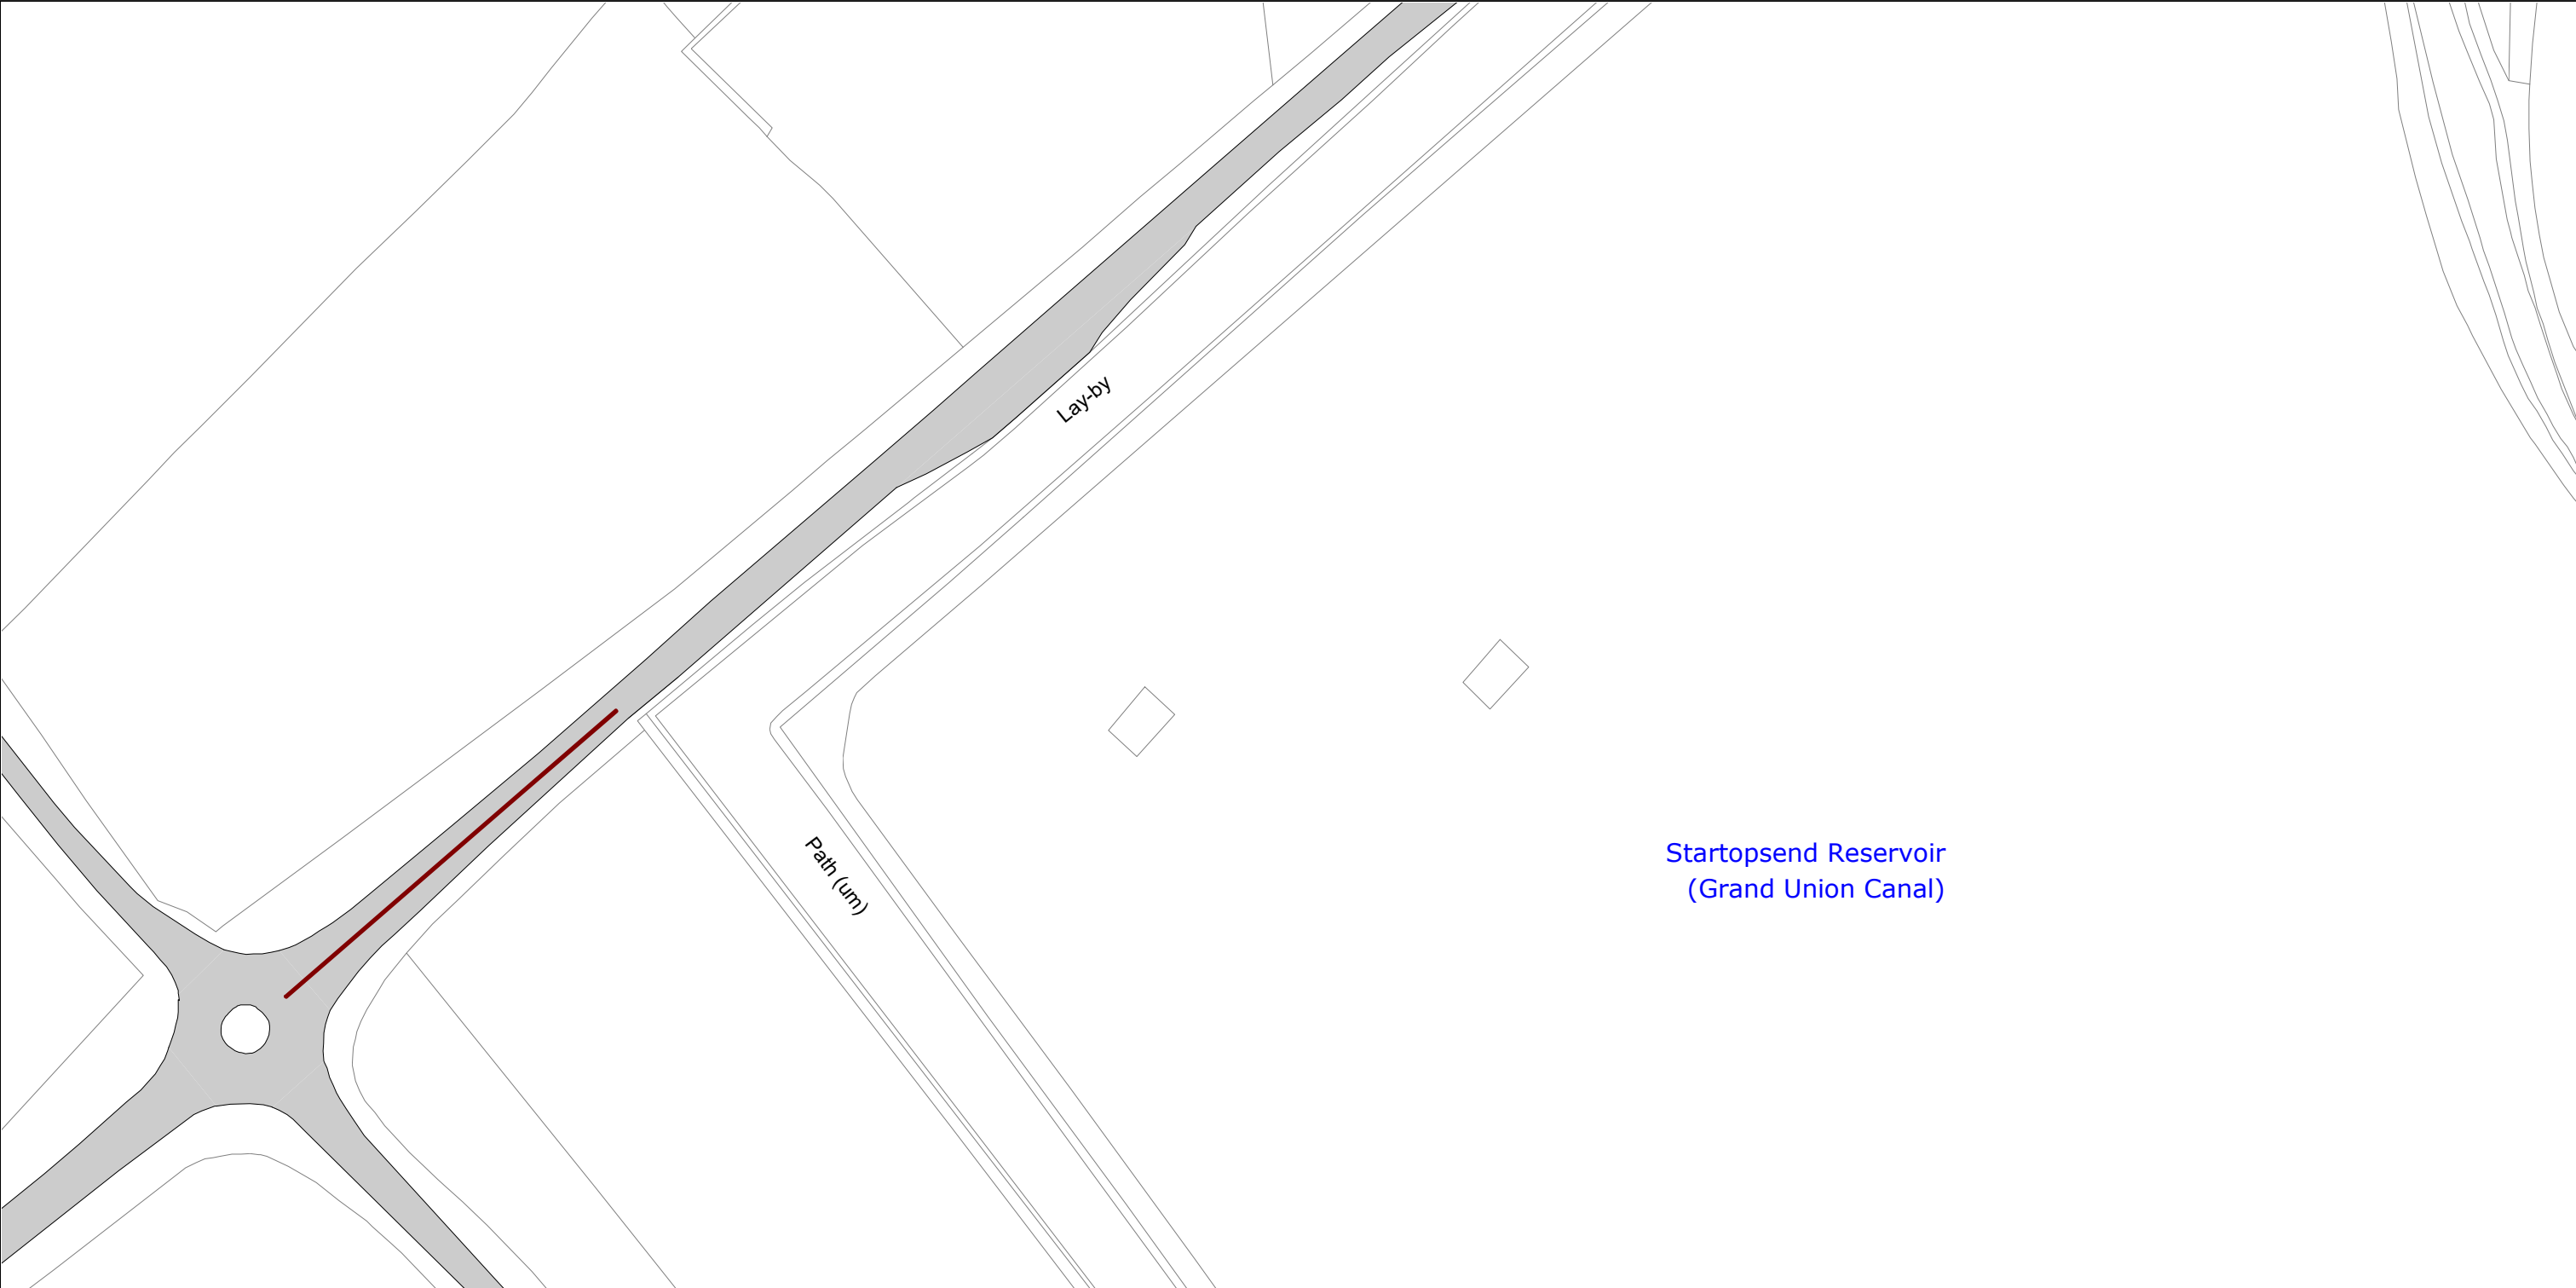 Lay-by
Path (um)
Startopsend Reservoir
(Grand Union Canal)